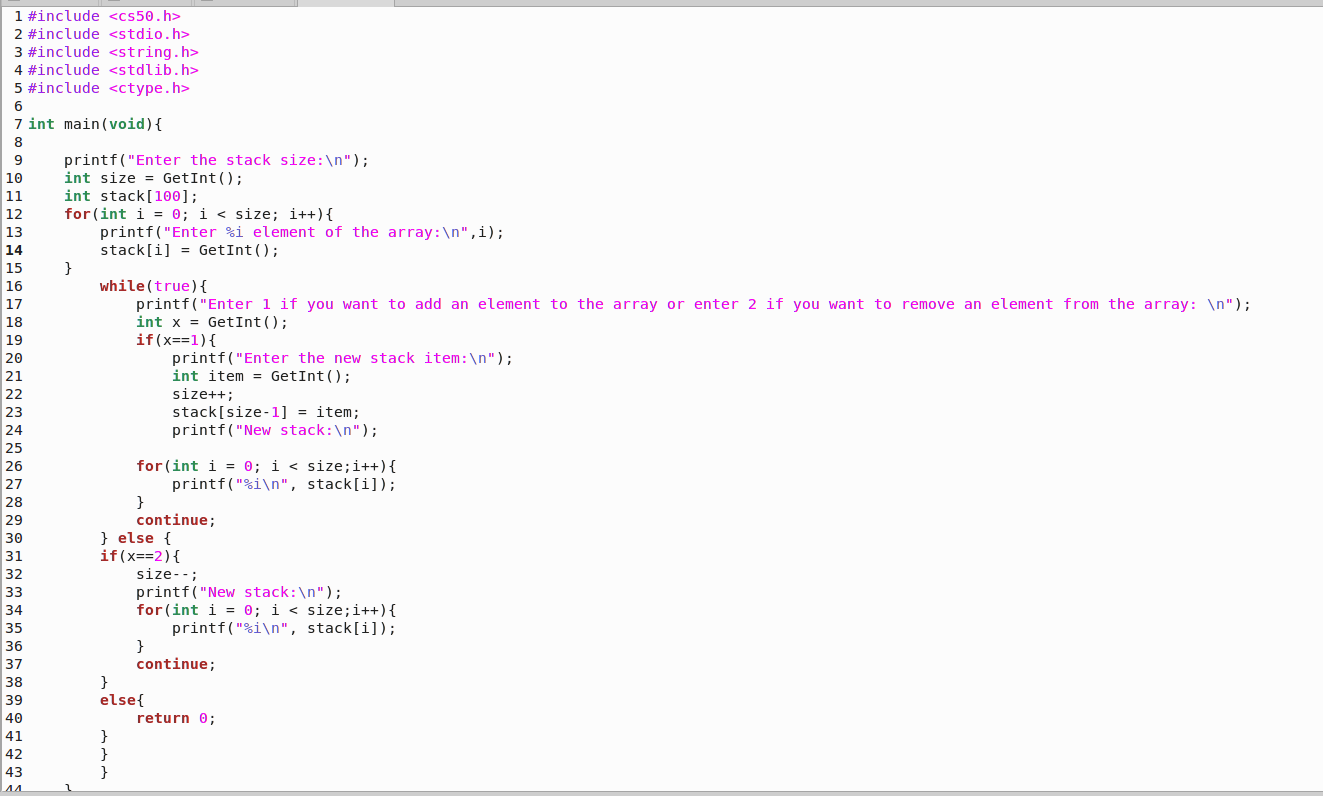 1 #include <cs50.h>
2 #include <stdio.h>
3 #include <string.h>
4 #include <stdlib.h>
5 #include <ctype.h>
6
7 int main(void){
8
9     printf("Enter the stack size:\n");
10     int size = GetInt();
11     int stack[100];
12     for(int i = 0; i < size; i++){
13         printf("Enter %i element of the array:\n",i);
14         stack[i] = GetInt();
15     }
16         while(true){
17             printf("Enter 1 if you want to add an element to the array or enter 2 if you want to remove an element from the array: \n");
18             int x = GetInt();
19             if(x==1){
20                 printf("Enter the new stack item:\n");
21                 int item = GetInt();
22                 size++;
23                 stack[size-1] = item;
24                 printf("New stack:\n");
25
26             for(int i = 0; i < size;i++){
27                 printf("%i\n", stack[i]);
28             }
29             continue;
30         } else {
31         if(x==2){
32             size--;
33             printf("New stack:\n");
34             for(int i = 0; i < size;i++){
35                 printf("%i\n", stack[i]);
36             }
37             continue;
38         }
39         else{
40             return 0;
41         }
42         }
43         }
44     }